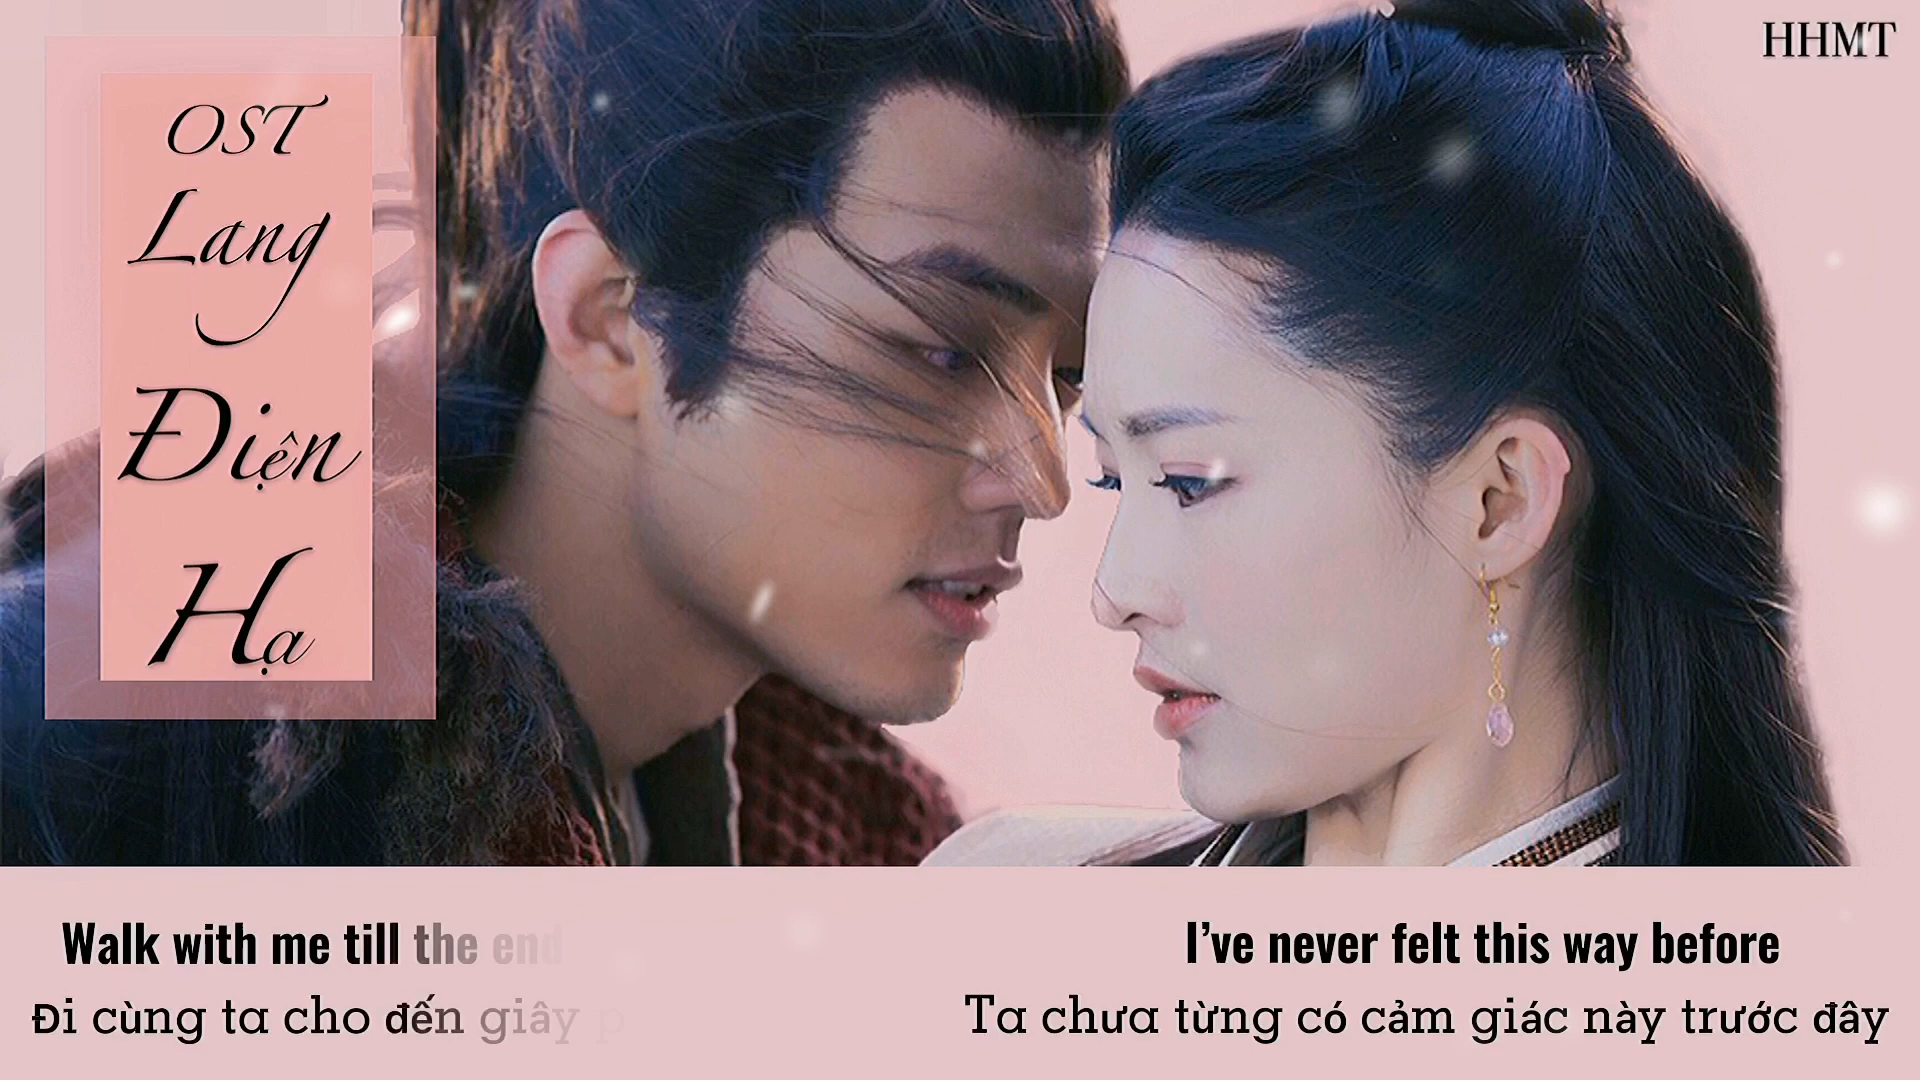 OST
Lang
Điện
Hạ
HHMT
Walk with me till the end
I've never felt this way before
Đi cùng ta cho đến giây
Ta chưa từng có cảm giác này trước đây